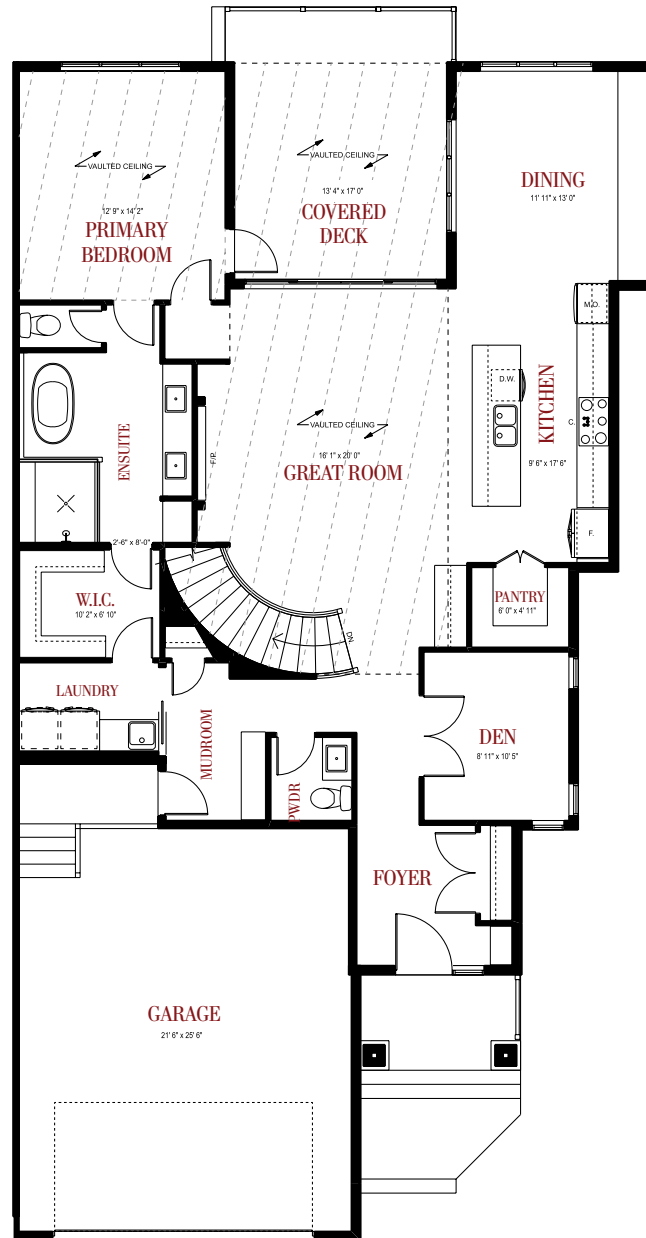 VAULTED CEILING
12' 9" x 14' 2"
PRIMARY
BEDROOM
VAULTED CEILING
13' 4" x 17' 0"
COVERED
DECK
DINING
11' 11" x 13' 0"
M.O.
D.W.
KITCHEN
C.
9' 6" x 17' 6"
F.
VAULTED CEILING
16' 1" x 20' 0"
GREAT ROOM
F/P.
ENSUITE
2'-6" x 8'-0"
W.I.C.
10' 2" x 6' 10"
PANTRY
6' 0" x 4' 11"
DN
LAUNDRY
MUDROOM
PWDR
DEN
8' 11" x 10' 5"
FOYER
GARAGE
21' 6" x 25' 6"